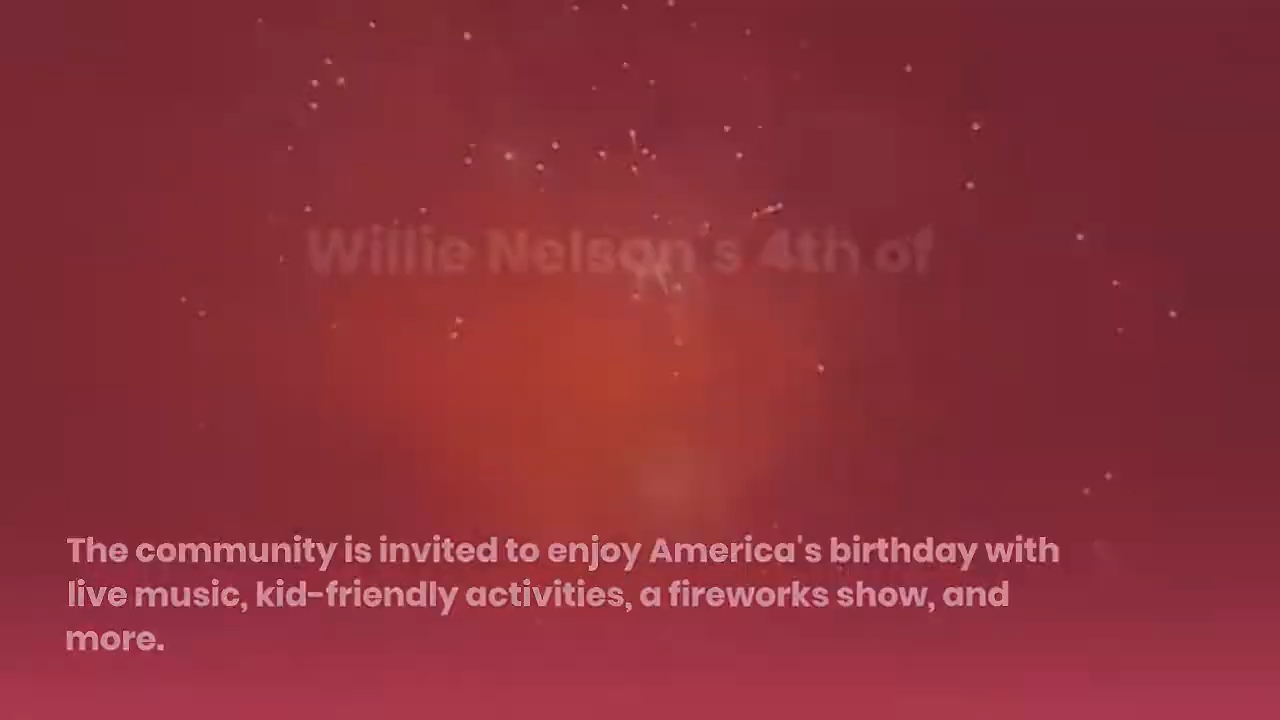 Willie Nelson's 4th of
The community is invited to enjoy America's birthday with
live music, kid-friendly activities, a fireworks show, and
more.